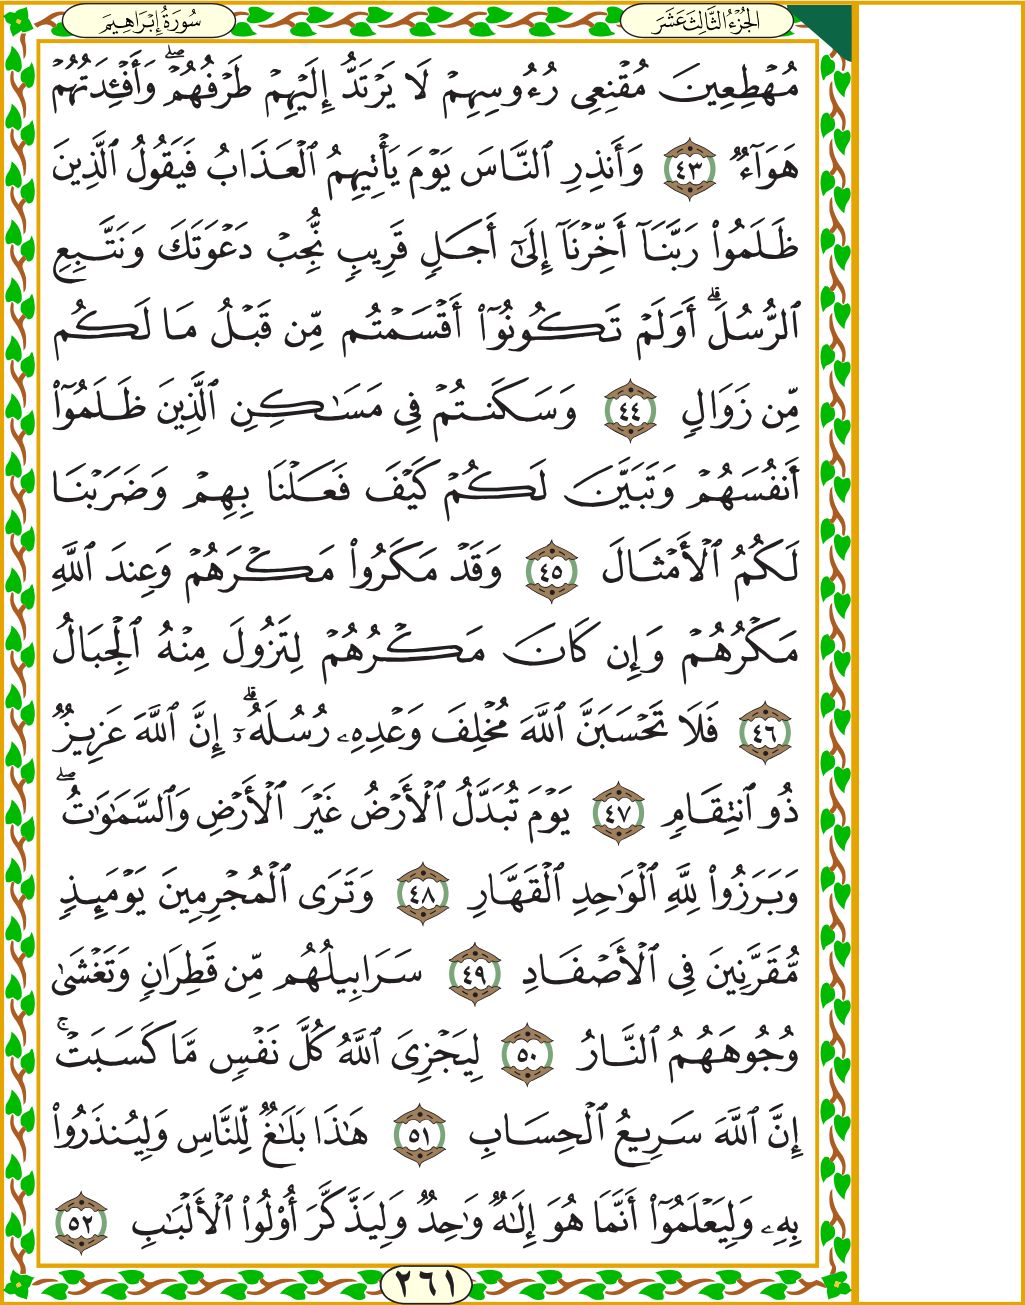 الجُزْءُ الثَّالِثَ عَشَرَ
سُورَةُ إِبْرَاهِيمَ
مُهْطِعِينَ مُقْنِعِى رُءُوسِهِمْ لَا يَرْتَدُّ إِلَيْهِمْ طَرْفُهُمْ ۖ وَأَفْـِٔدَتُهُمْ
هَوَآءٌ ٤٣ وَأَنذِرِ ٱلنَّاسَ يَوْمَ يَأْتِيهِمُ ٱلْعَذَابُ فَيَقُولُ ٱلَّذِينَ
ظَلَمُوا۟ رَبَّنَآ أَخِّرْنَآ إِلَىٰٓ أَجَلٍ قَرِيبٍ نُّجِبْ دَعْوَتَكَ وَنَتَّبِعِ
ٱلرُّسُلَ ۗ أَوَلَمْ تَكُونُوٓا۟ أَقْسَمْتُم مِّن قَبْلُ مَا لَكُم
مِّن زَوَالٍ ٤٤ وَسَكَنتُمْ فِى مَسَـٰكِنِ ٱلَّذِينَ ظَلَمُوٓا۟
أَنفُسَهُمْ وَتَبَيَّنَ لَكُمْ كَيْفَ فَعَلْنَا بِهِمْ وَضَرَبْنَا
لَكُمُ ٱلْأَمْثَالَ ٤٥ وَقَدْ مَكَرُوا۟ مَكْرَهُمْ وَعِندَ ٱللَّهِ
مَكْرُهُمْ وَإِن كَانَ مَكْرُهُمْ لِتَزُولَ مِنْهُ ٱلْجِبَالُ
٤٦ فَلَا تَحْسَبَنَّ ٱللَّهَ مُخْلِفَ وَعْدِهِۦ رُسُلَهُۥٓ ۗ إِنَّ ٱللَّهَ عَزِيزٌ
ذُو ٱنتِقَامٍ ٤٧ يَوْمَ تُبَدَّلُ ٱلْأَرْضُ غَيْرَ ٱلْأَرْضِ وَٱلسَّمَـٰوَٰتُ ۖ
وَبَرَزُوا۟ لِلَّهِ ٱلْوَٰحِدِ ٱلْقَهَّارِ ٤٨ وَتَرَى ٱلْمُجْرِمِينَ يَوْمَئِذٍ
مُّقَرَّنِينَ فِى ٱلْأَصْفَادِ ٤٩ سَرَابِيلُهُم مِّن قَطِرَانٍ وَتَغْشَىٰ
وُجُوهَهُمُ ٱلنَّارُ ٥٠ لِيَجْزِىَ ٱللَّهُ كُلَّ نَفْسٍ مَّا كَسَبَتْ ۚ
إِنَّ ٱللَّهَ سَرِيعُ ٱلْحِسَابِ ٥١ هَـٰذَا بَلَـٰغٌ لِّلنَّاسِ وَلِيُنذَرُوا۟
بِهِۦ وَلِيَعْلَمُوٓا۟ أَنَّمَا هُوَ إِلَـٰهٌ وَٰحِدٌ وَلِيَذَّكَّرَ أُو۟لُوا۟ ٱلْأَلْبَـٰبِ ٥٢
٢٦١